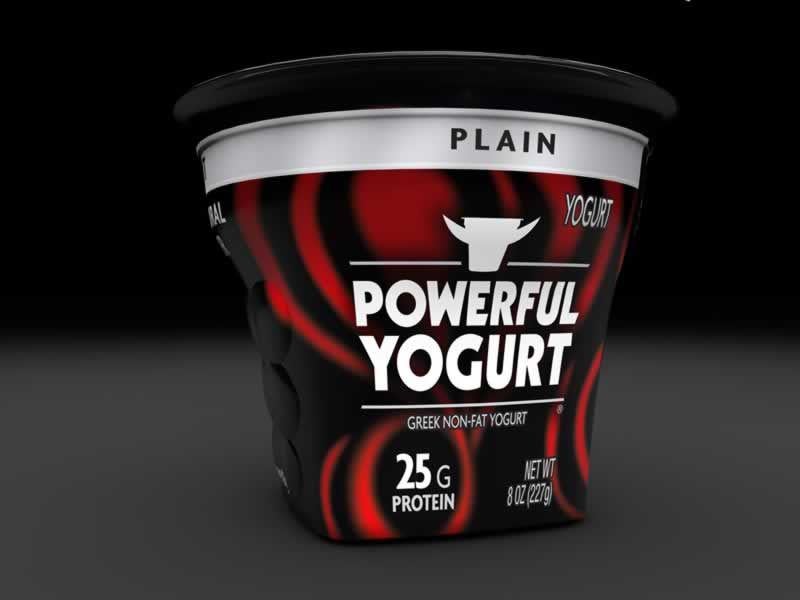 PLAIN
YOGURT
POWERFUL
YOGURT
®
GREEK NON-FAT YOGURT
25 G
PROTEIN
NET WT
8 OZ (227g)